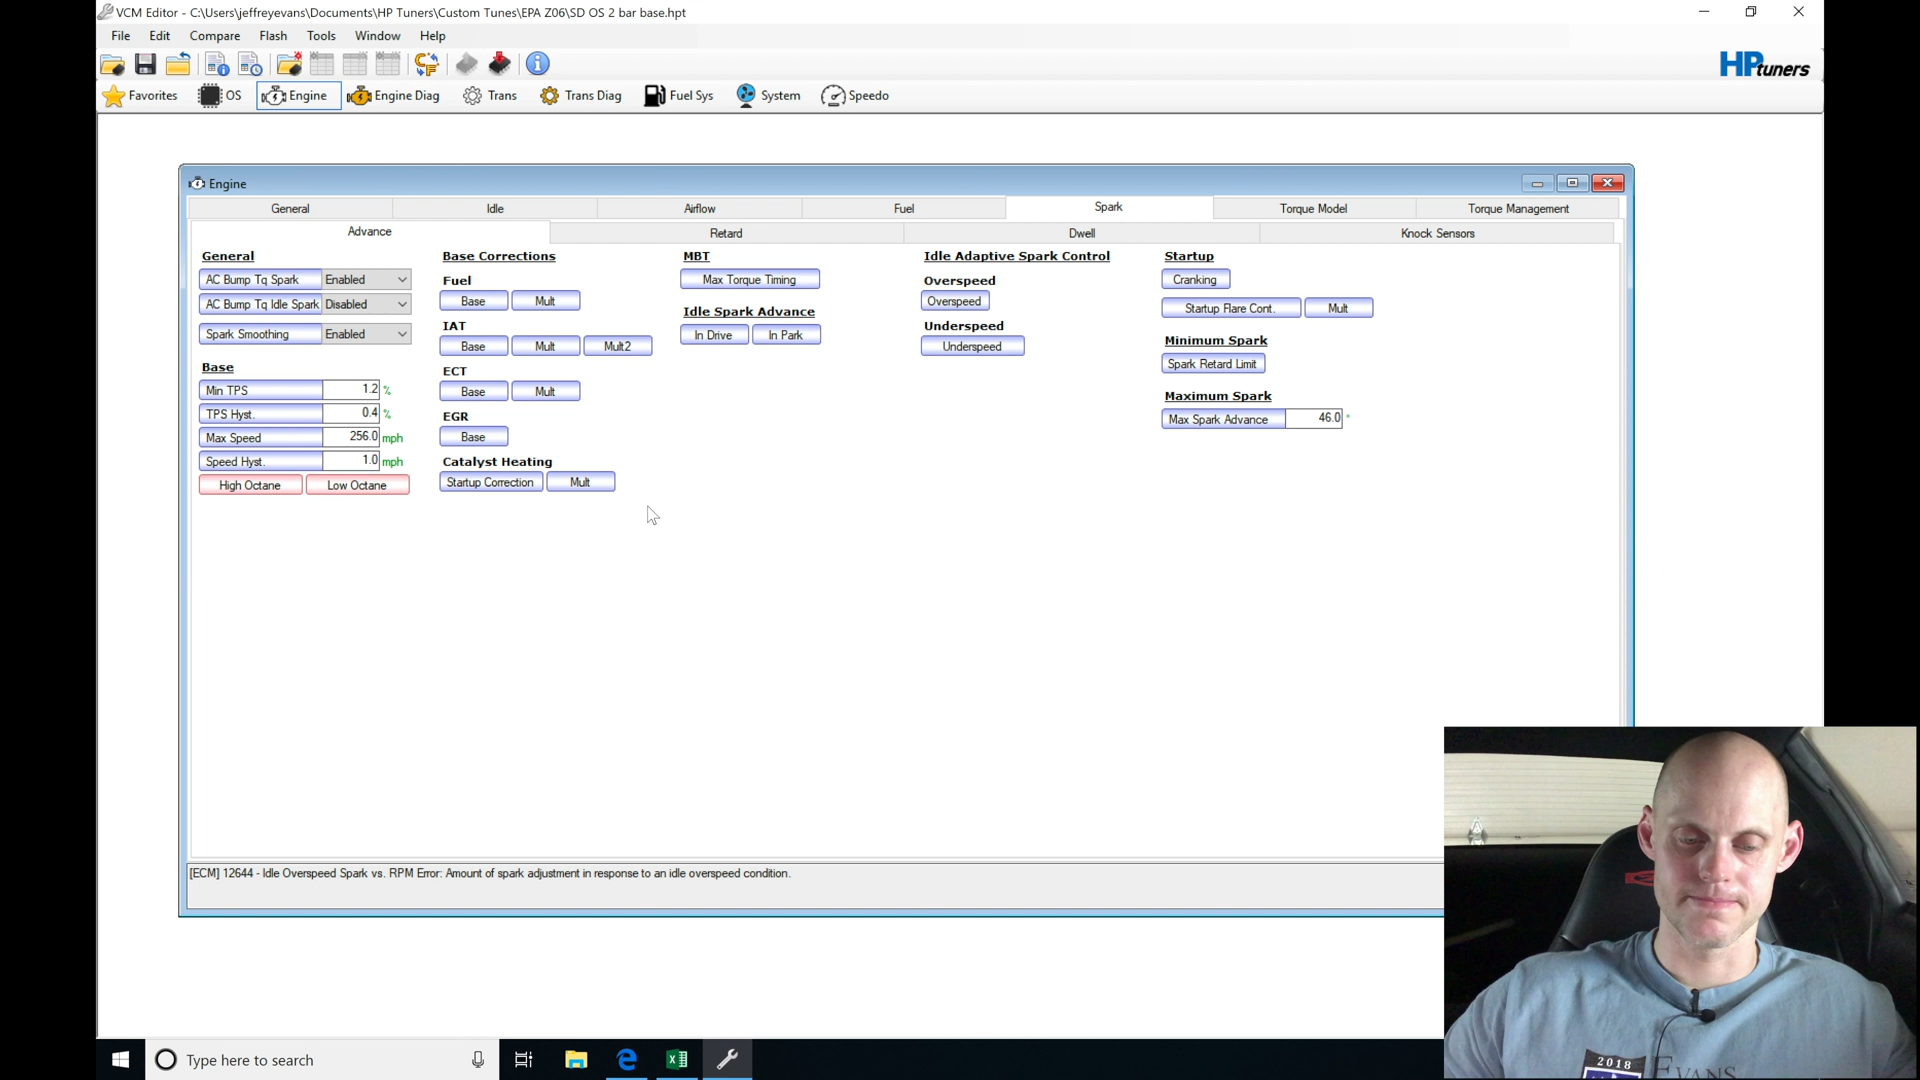 VCM Editor - C:\Users\jeffreyevans\Documents\HP Tuners\Custom Tunes\EPA Z06\SD OS 2 bar base.hpt
File Edit Compare Flash Tools Window Help
HPtuners
Favorites OS Engine Engine Diag Trans Trans Diag Fuel Sys System Speedo
Engine
General Idle Airflow Fuel Spark Torque Model Torque Management
Advance Retard Dwell Knock Sensors
General
AC Bump Tq Spark Enabled
AC Bump Tq Idle Spark Disabled
Spark Smoothing Enabled
Base
Min TPS 1.2 %
TPS Hyst. 0.4 %
Max Speed 256.0 mph
Speed Hyst. 1.0 mph
High Octane Low Octane
Base Corrections
Fuel
Base Mult
IAT
Base Mult Mult2
ECT
Base Mult
EGR
Base
Catalyst Heating
Startup Correction Mult
MBT
Max Torque Timing
Idle Spark Advance
In Drive In Park
Idle Adaptive Spark Control
Overspeed
Overspeed
Underspeed
Underspeed
Startup
Cranking
Startup Flare Cont. Mult
Minimum Spark
Spark Retard Limit
Maximum Spark
Max Spark Advance 46.0 °
[ECM] 12644 - Idle Overspeed Spark vs. RPM Error: Amount of spark adjustment in response to an idle overspeed condition.
2018
EVANS
Type here to search